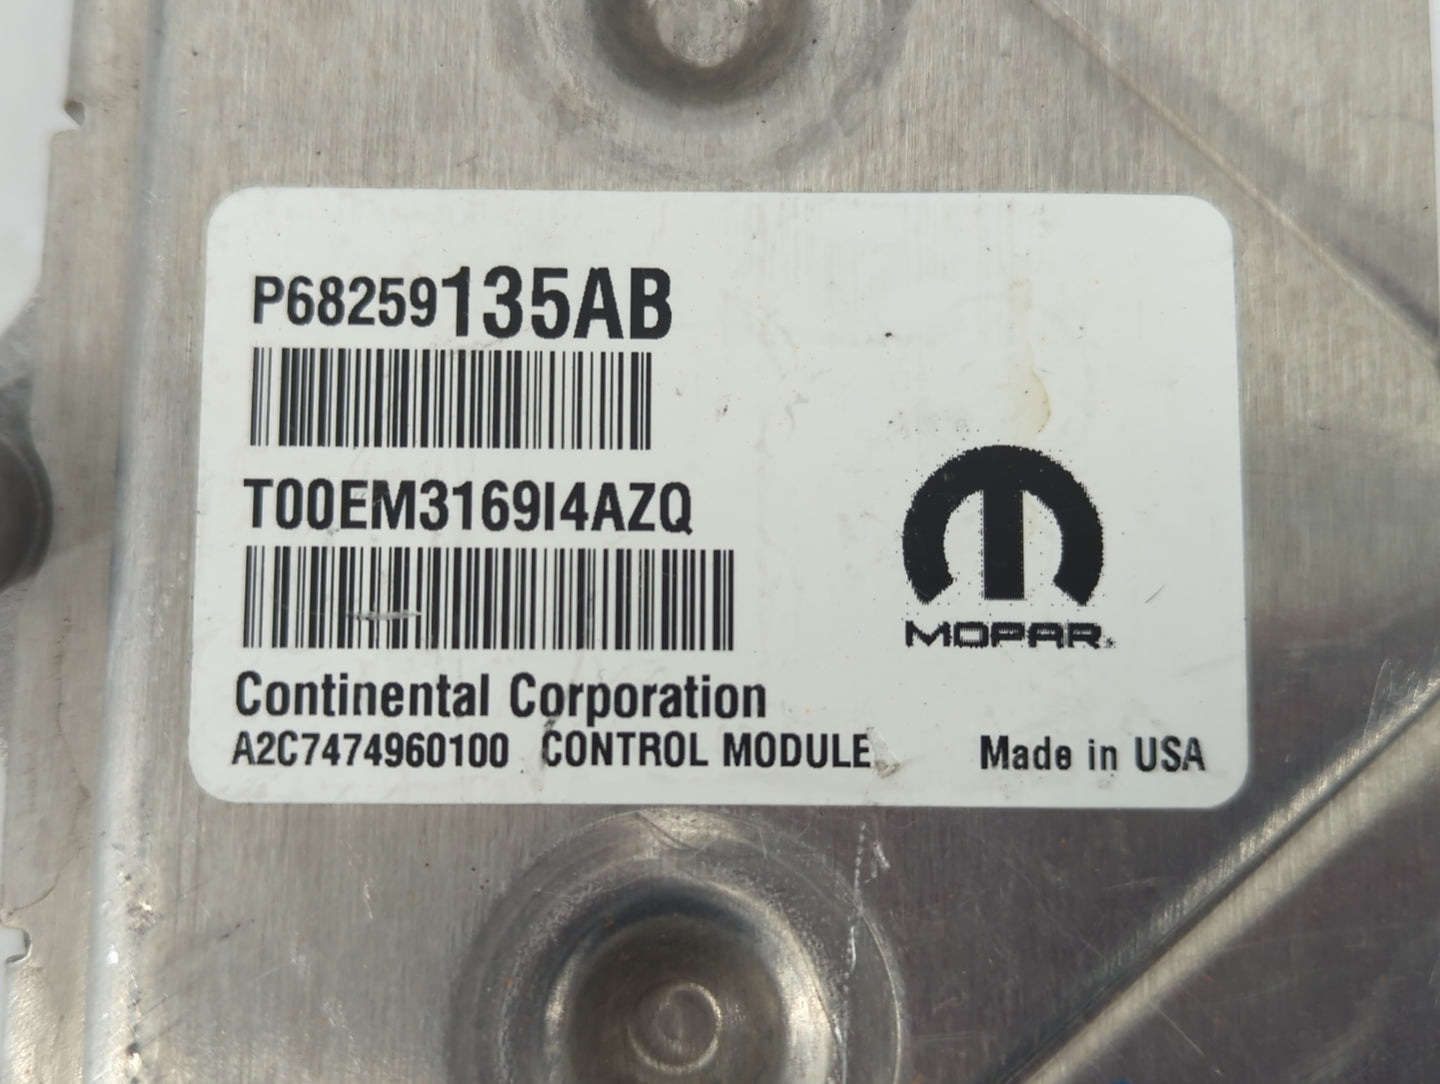 P68259135AB
T00EM3169I4AZQ
MOPAR
Continental Corporation
A2C7474960100 CONTROL MODULE Made in USA